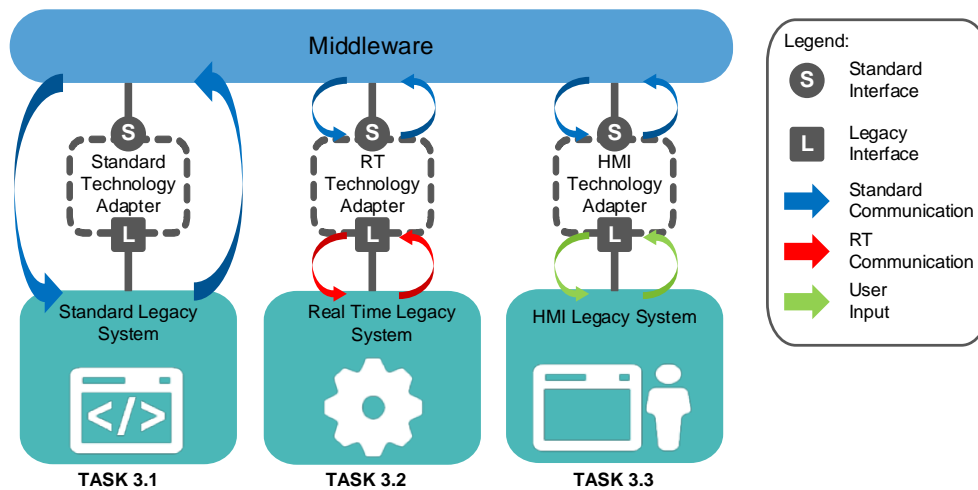 Middleware
S
Standard
Technology
Adapter
L
Standard Legacy
System
</>
TASK 3.1
S
RT
Technology
Adapter
L
Real Time Legacy
System
TASK 3.2
S
HMI
Technology
Adapter
L
HMI Legacy System
TASK 3.3
Legend:
S
Standard
Interface
L
Legacy
Interface
Standard
Communication
RT
Communication
User
Input